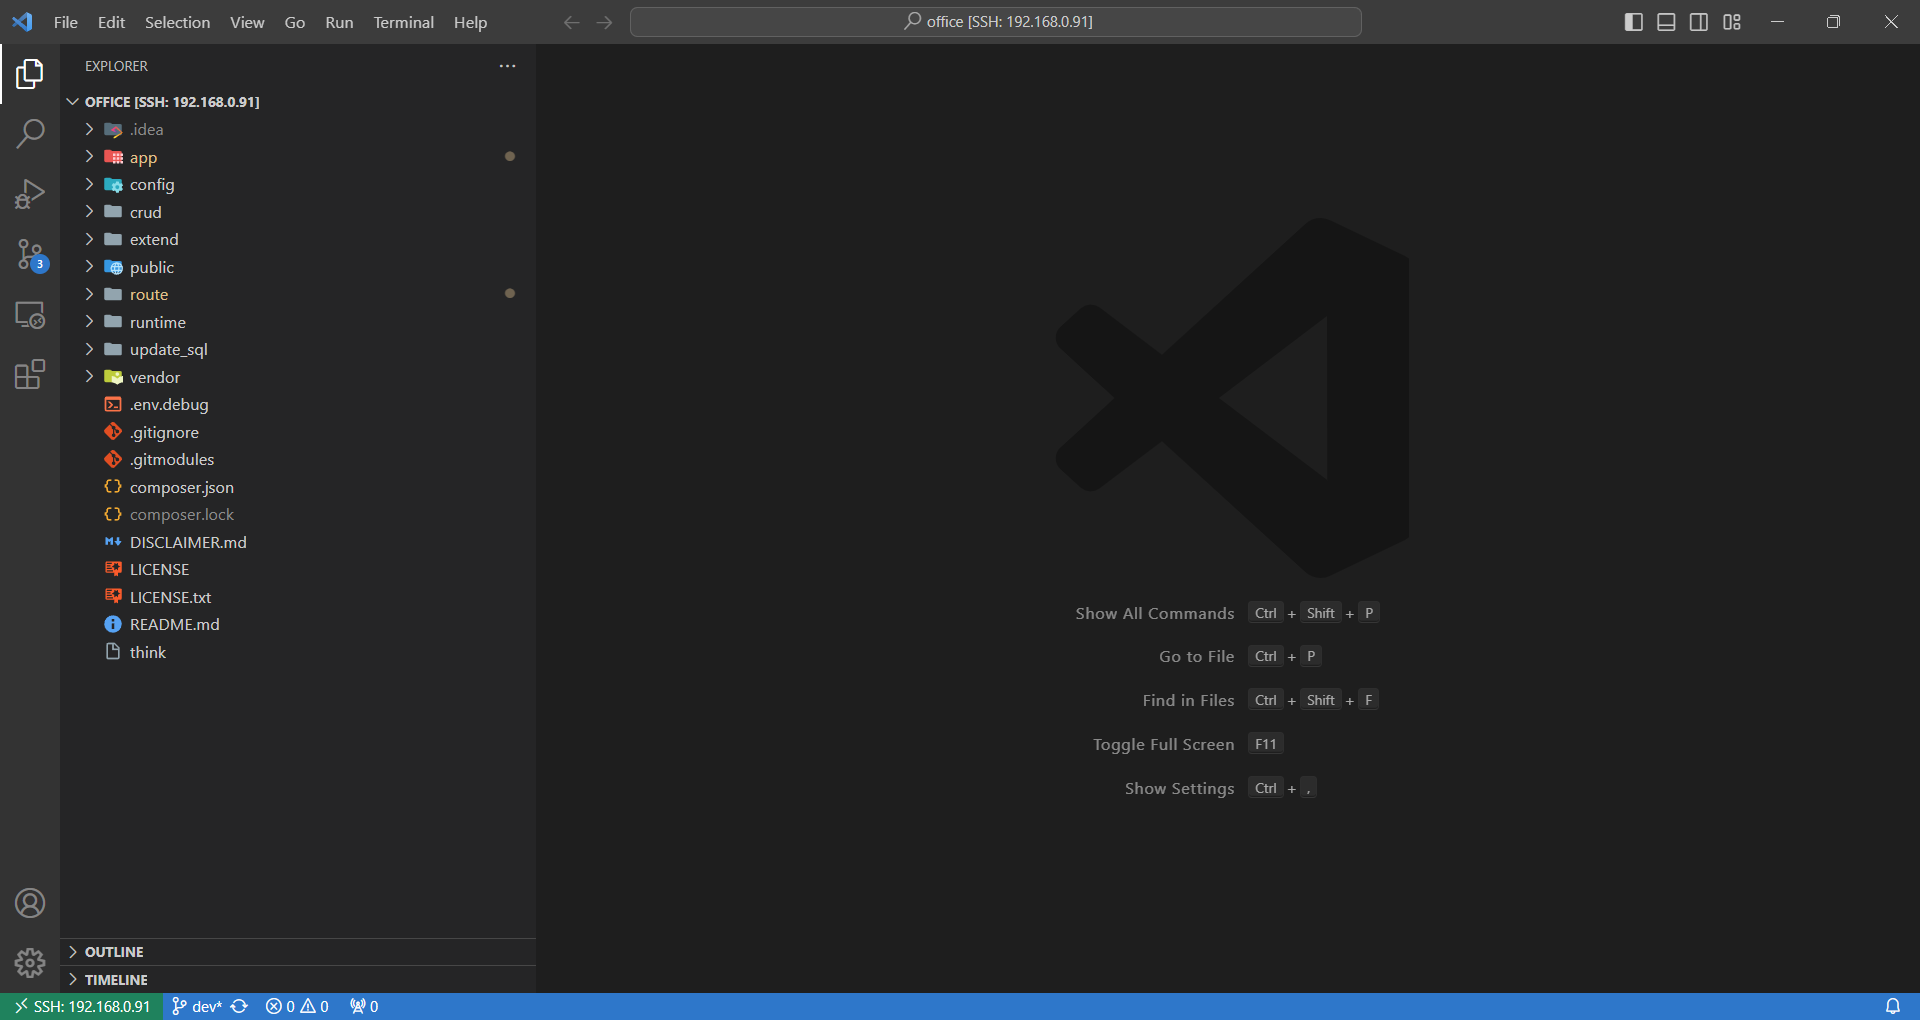 File Edit Selection View Go Run Terminal Help
office [SSH: 192.168.0.91]
EXPLORER
OFFICE [SSH: 192.168.0.91]
.idea
app
config
crud
extend
public
route
runtime
update_sql
vendor
.env.debug
.gitignore
.gitmodules
composer.json
composer.lock
DISCLAIMER.md
LICENSE
LICENSE.txt
README.md
think
3
Show All Commands Ctrl + Shift + P
Go to File Ctrl + P
Find in Files Ctrl + Shift + F
Toggle Full Screen F11
Show Settings Ctrl + ,
OUTLINE
TIMELINE
SSH: 192.168.0.91 dev* 0 0 0